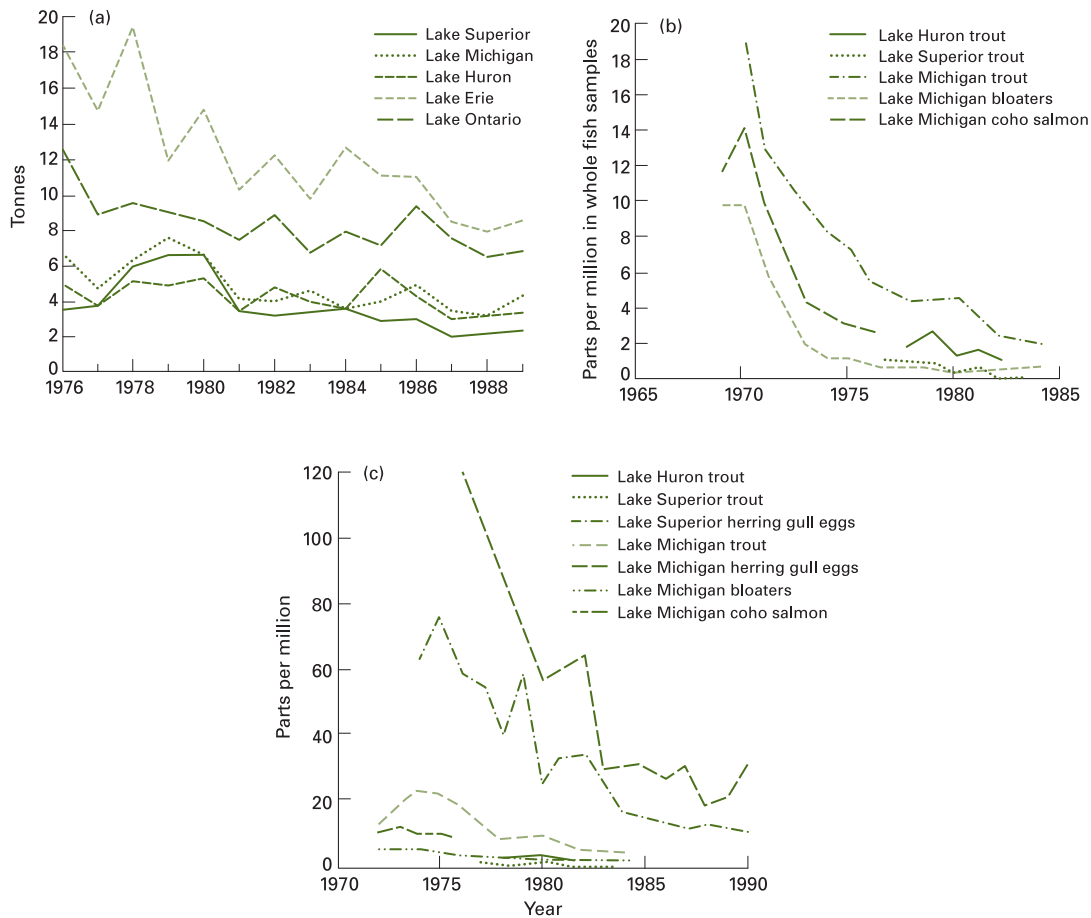 (a)
Tonnes
20
18
16
14
12
10
8
6
4
2
0
1976 1978 1980 1982 1984 1986 1988
Lake Superior
Lake Michigan
Lake Huron
Lake Erie
Lake Ontario
(b)
Parts per million in whole fish samples
20
18
16
14
12
10
8
6
4
2
0
1965 1970 1975 1980 1985
Lake Huron trout
Lake Superior trout
Lake Michigan trout
Lake Michigan bloaters
Lake Michigan coho salmon
(c)
Parts per million
120
100
80
60
40
20
0
1970 1975 1980 1985 1990
Year
Lake Huron trout
Lake Superior trout
Lake Superior herring gull eggs
Lake Michigan trout
Lake Michigan herring gull eggs
Lake Michigan bloaters
Lake Michigan coho salmon